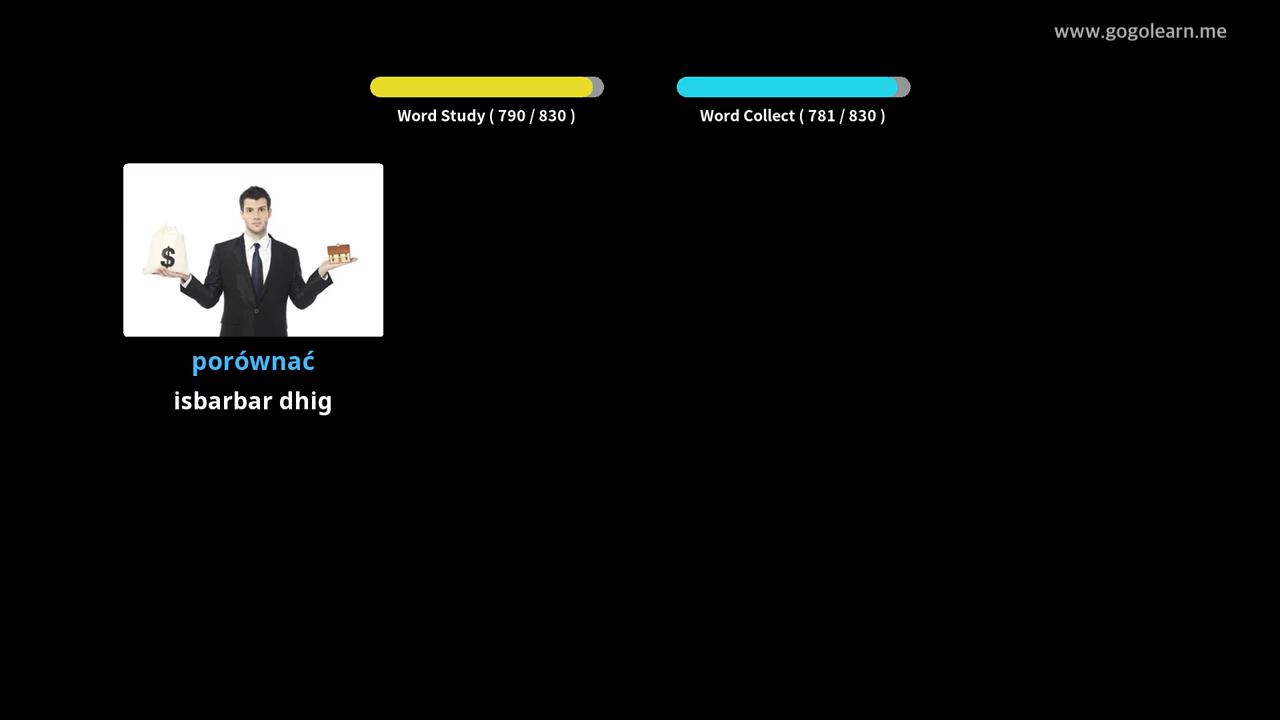 www.gogolearn.me
Word Study ( 790 / 830 )
Word Collect ( 781 / 830 )
$
porównać
isbarbar dhig